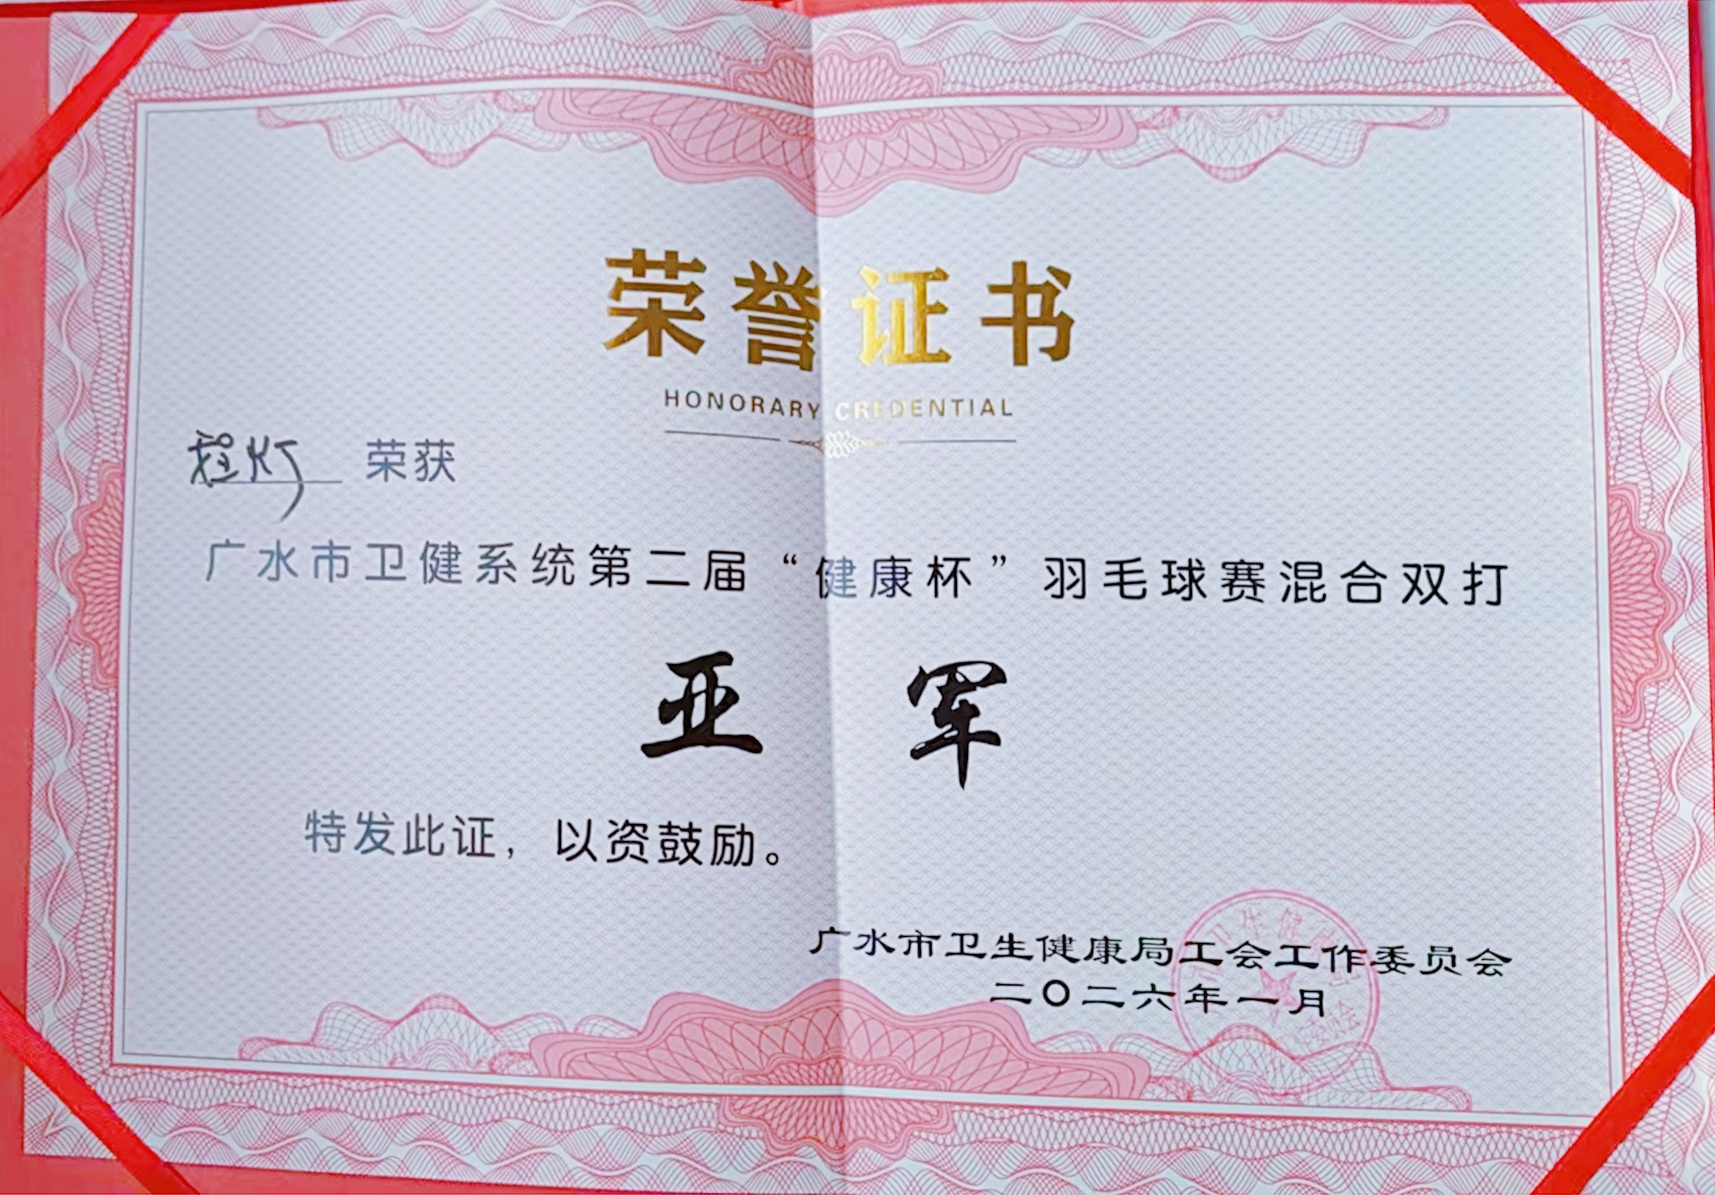 荣誉证书
HONORARY CREDENTIAL
程灯 荣获
广水市卫健系统第二届“健康杯”羽毛球赛混合双打
亚军
特发此证，以资鼓励。
广水市卫生健康局工会工作委员会
二〇二六年一月